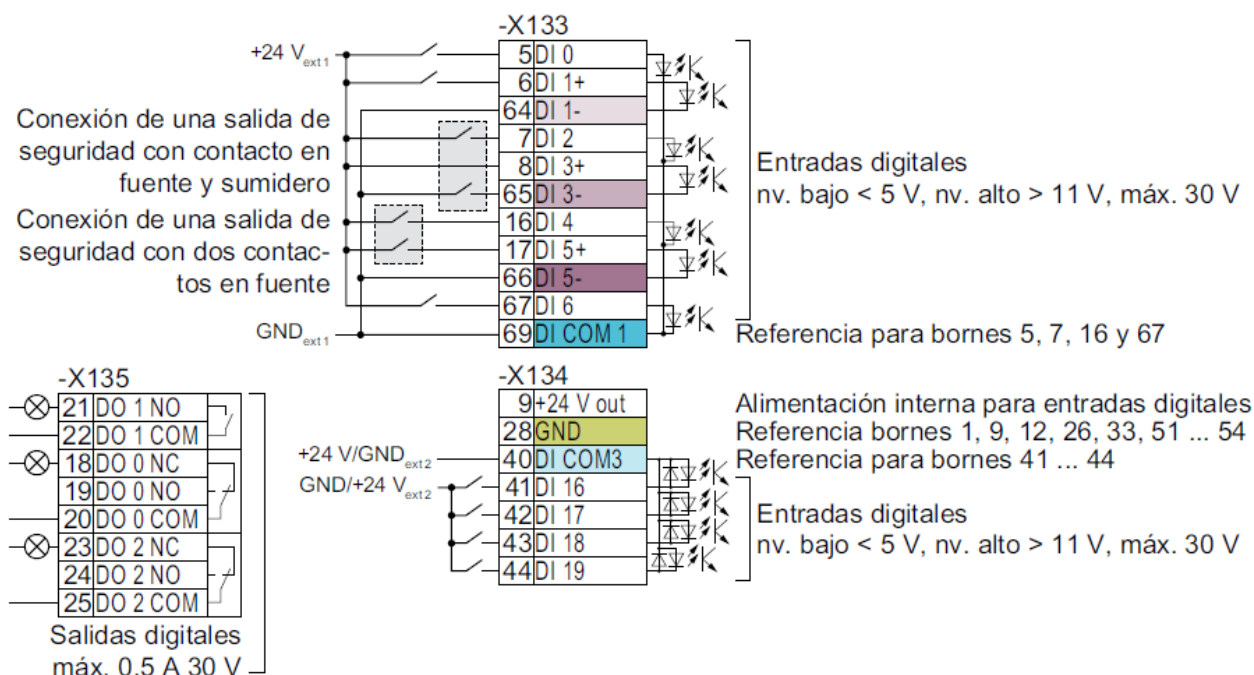 -X133
+24 V ext1
5 DI 0
6 DI 1+
64 DI 1-
7 DI 2
8 DI 3+
65 DI 3-
16 DI 4
17 DI 5+
66 DI 5-
67 DI 6
69 DI COM 1
GND ext1
Conexión de una salida de
seguridad con contacto en
fuente y sumidero
Conexión de una salida de
seguridad con dos contac-
tos en fuente
Entradas digitales
nv. bajo < 5 V, nv. alto > 11 V, máx. 30 V
Referencia para bornes 5, 7, 16 y 67
-X135
21 DO 1 NO
22 DO 1 COM
18 DO 0 NC
19 DO 0 NO
20 DO 0 COM
23 DO 2 NC
24 DO 2 NO
25 DO 2 COM
Salidas digitales
máx. 0,5 A 30 V
-X134
9 +24 V out
28 GND
40 DI COM3
41 DI 16
42 DI 17
43 DI 18
44 DI 19
+24 V/GND ext2
GND/+24 V ext2
Alimentación interna para entradas digitales
Referencia bornes 1, 9, 12, 26, 33, 51 ... 54
Referencia para bornes 41 ... 44
Entradas digitales
nv. bajo < 5 V, nv. alto > 11 V, máx. 30 V